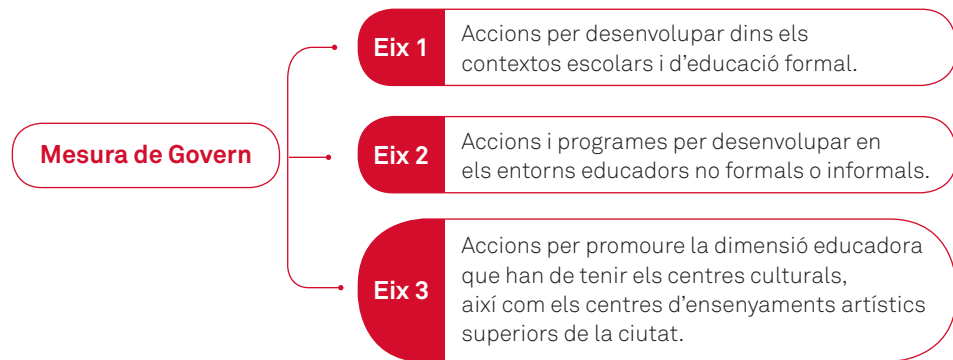 Mesura de Govern
Eix 1
Accions per desenvolupar dins els
contextos escolars i d’educació formal.
Eix 2
Accions i programes per desenvolupar en
els entorns educadors no formals o informals.
Eix 3
Accions per promoure la dimensió educadora
que han de tenir els centres culturals,
així com els centres d’ensenyaments artístics
superiors de la ciutat.